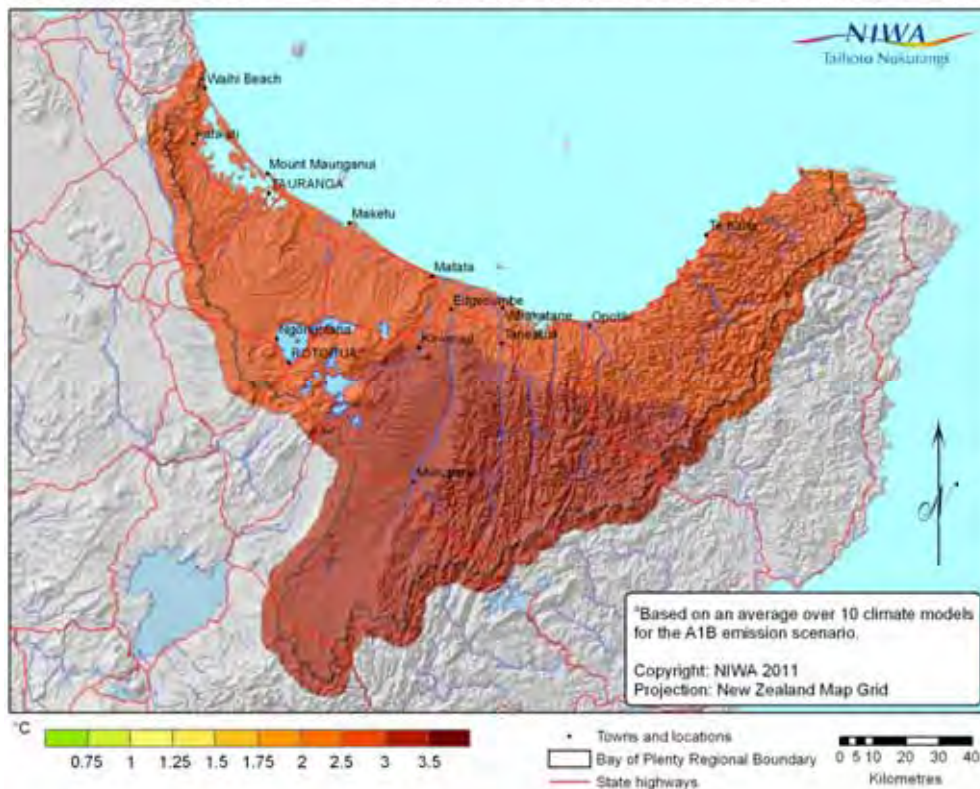 NIWA
Taihoro Nukurangi
Waihi Beach
Katikati
Mount Maunganui
TAURANGA
Maketu
Te Kaha
Matata
Edgecumbe
Whakatane
Opotiki
Ngongotaha
Kawerau
Taneatua
ROTORUA
Murupara
N
aBased on an average over 10 climate models
for the A1B emission scenario.
Copyright: NIWA 2011
Projection: New Zealand Map Grid
°C
0.75 1 1.25 1.5 1.75 2 2.5 3 3.5
Towns and locations
Bay of Plenty Regional Boundary
State highways
0 5 10 20 30 40
Kilometres